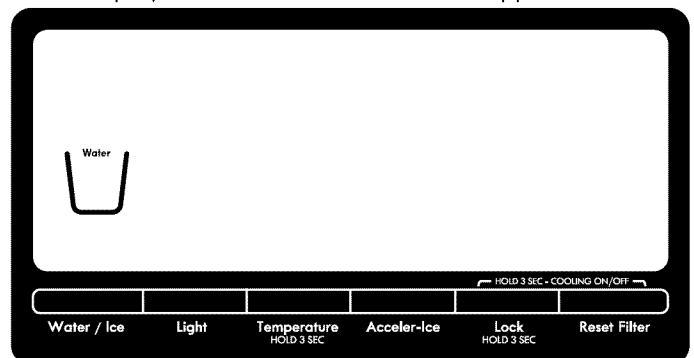 Water
HOLD 3 SEC - COOLING ON/OFF
Water / Ice Light Temperature Acceler-Ice Lock Reset Filter
HOLD 3 SEC HOLD 3 SEC